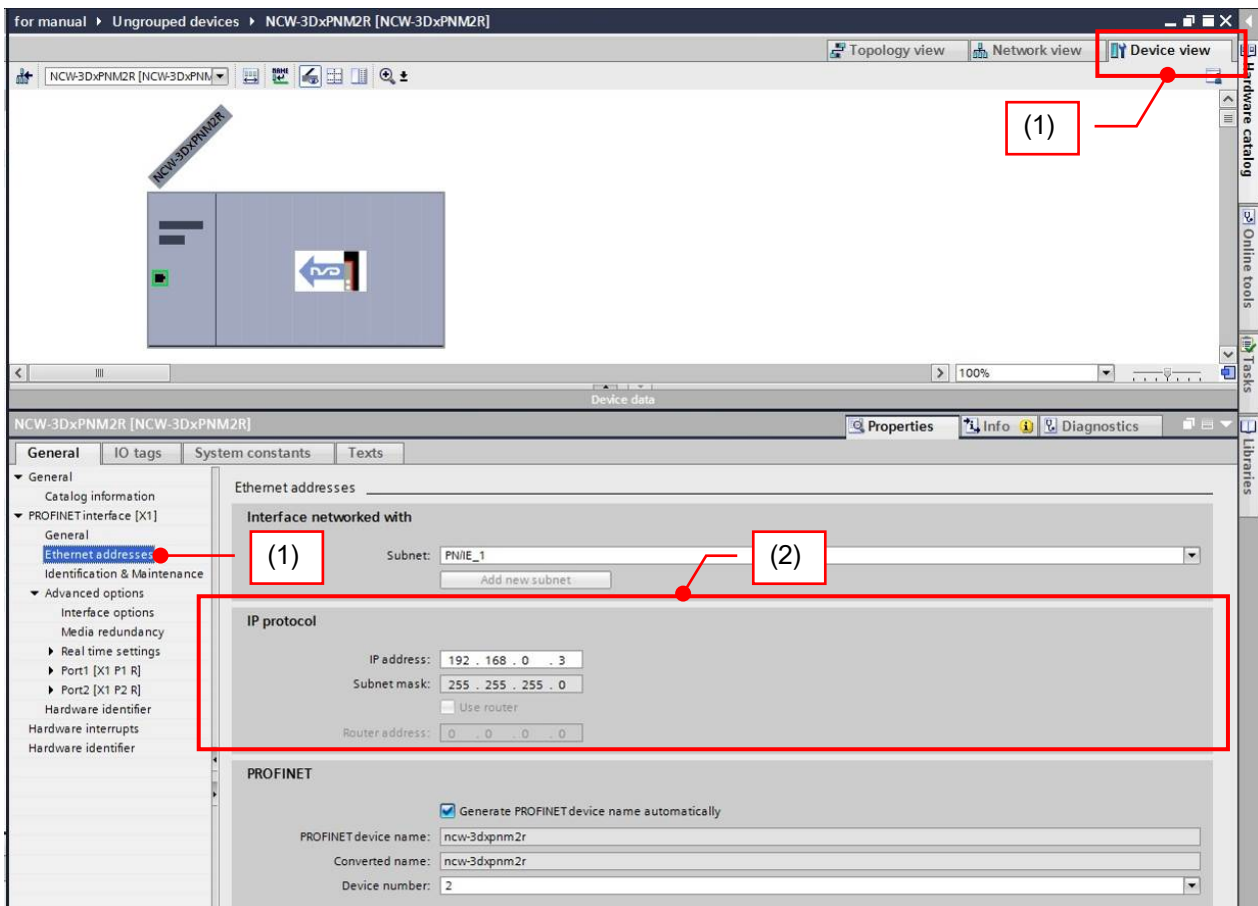 for manual ▸ Ungrouped devices ▸ NCW-3DxPNM2R [NCW-3DxPNM2R]
Topology view Network view Device view
NCW-3DxPNM2R [NCW-3DxPNM
(1)
NCW-3DxPNM2R
NSD
100%
Device data
NCW-3DxPNM2R [NCW-3DxPNM2R]
Properties Info Diagnostics
General IO tags System constants Texts
General
Catalog information
PROFINET interface [X1]
General
Ethernet addresses
Identification & Maintenance
Advanced options
Interface options
Media redundancy
Real time settings
Port1 [X1 P1 R]
Port2 [X1 P2 R]
Hardware identifier
Hardware interrupts
Hardware identifier
(1)
Ethernet addresses
Interface networked with
Subnet: PN/IE_1
(2)
Add new subnet
IP protocol
IP address: 192 . 168 . 0 . 3
Subnet mask: 255 . 255 . 255 . 0
Use router
Router address: 0 . 0 . 0 . 0
PROFINET
Generate PROFINET device name automatically
PROFINET device name: ncw-3dxpnm2r
Converted name: ncw-3dxpnm2r
Device number: 2
Hardware catalog
Online tools
Tasks
Libraries